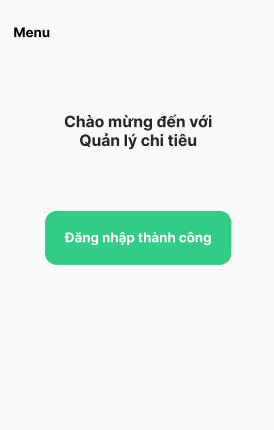 Menu
Chào mừng đến với
Quản lý chi tiêu
Đăng nhập thành công